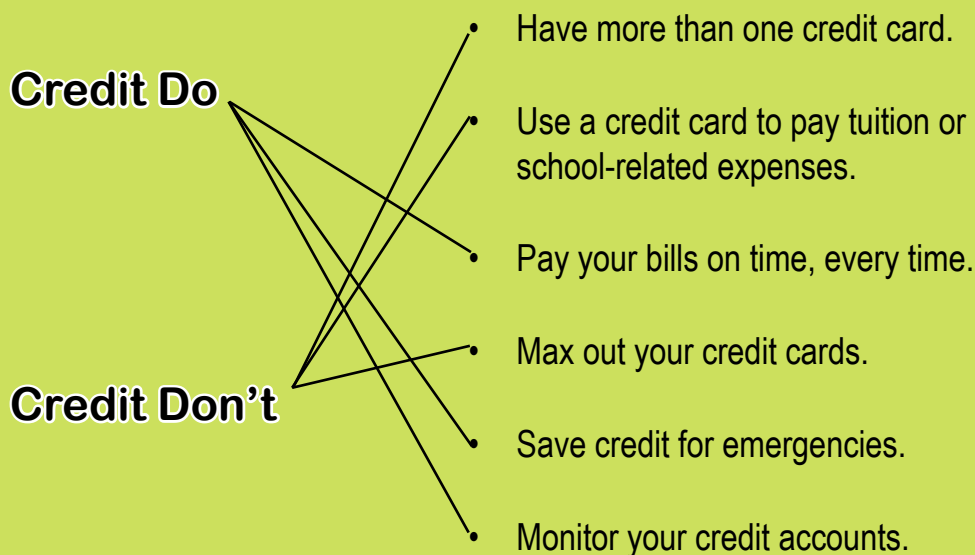 • Have more than one credit card.
Credit Do
• Use a credit card to pay tuition or
school-related expenses.
• Pay your bills on time, every time.
• Max out your credit cards.
Credit Don’t
• Save credit for emergencies.
• Monitor your credit accounts.